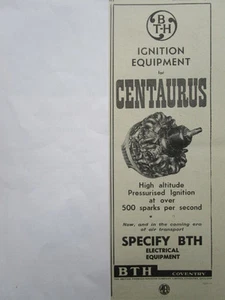 B
T-H
IGNITION
EQUIPMENT
for
CENTAURUS
High altitude
Pressurised Ignition
at over
500 sparks per second
Now, and in the coming era
of air transport
SPECIFY BTH
ELECTRICAL
EQUIPMENT
BTH COVENTRY